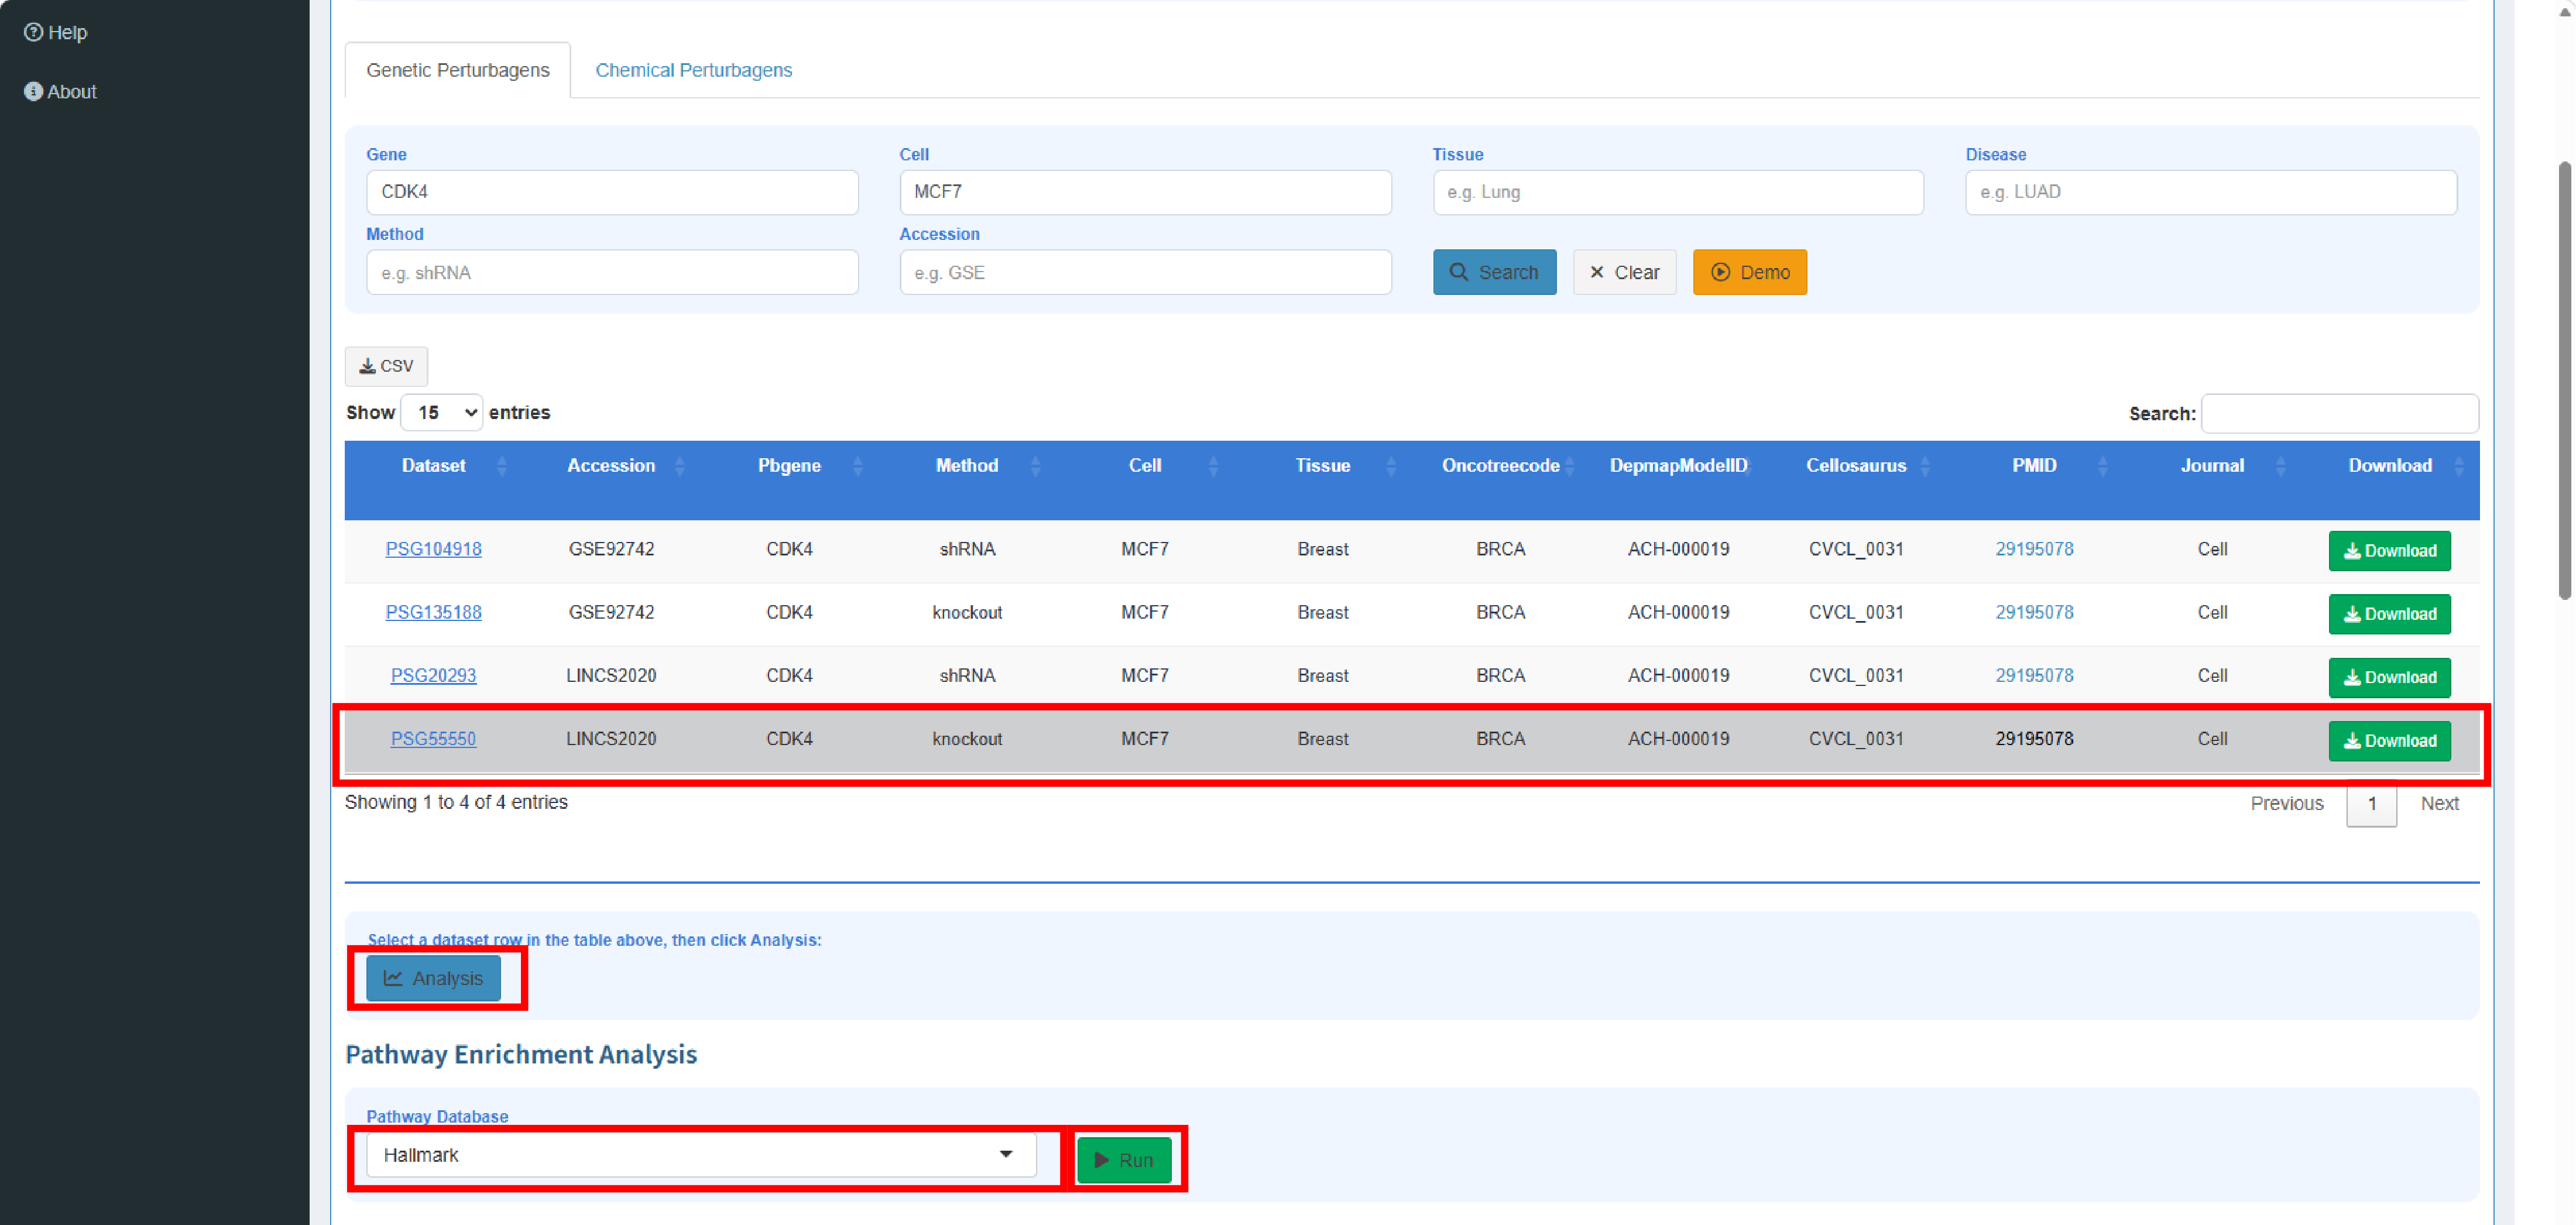 Help
About
Genetic Perturbagens Chemical Perturbagens
Gene Cell Tissue Disease
CDK4 MCF7 e.g. Lung e.g. LUAD
Method Accession
e.g. shRNA e.g. GSE Search Clear Demo
CSV
Show 15 entries Search:
Dataset Accession Pbgene Method Cell Tissue Oncotreecode DepmapModelID Cellosaurus PMID Journal Download
PSG104918 GSE92742 CDK4 shRNA MCF7 Breast BRCA ACH-000019 CVCL_0031 29195078 Cell Download
PSG135188 GSE92742 CDK4 knockout MCF7 Breast BRCA ACH-000019 CVCL_0031 29195078 Cell Download
PSG20293 LINCS2020 CDK4 shRNA MCF7 Breast BRCA ACH-000019 CVCL_0031 29195078 Cell Download
PSG55550 LINCS2020 CDK4 knockout MCF7 Breast BRCA ACH-000019 CVCL_0031 29195078 Cell Download
Showing 1 to 4 of 4 entries Previous 1 Next
Select a dataset row in the table above, then click Analysis:
Analysis
Pathway Enrichment Analysis
Pathway Database
Hallmark Run